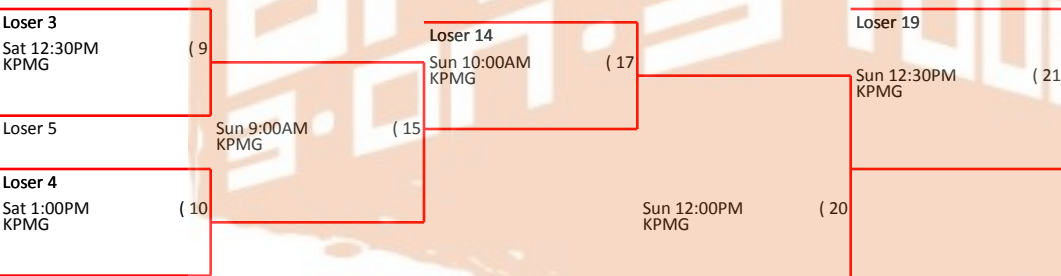 Loser 3
Sat 12:30PM
KPMG
( 9
Loser 5
Loser 4
Sat 1:00PM
KPMG
( 10
Sun 9:00AM
KPMG
( 15
Loser 14
Sun 10:00AM
KPMG
( 17
Sun 12:00PM
KPMG
( 20
Loser 19
Sun 12:30PM
KPMG
( 21